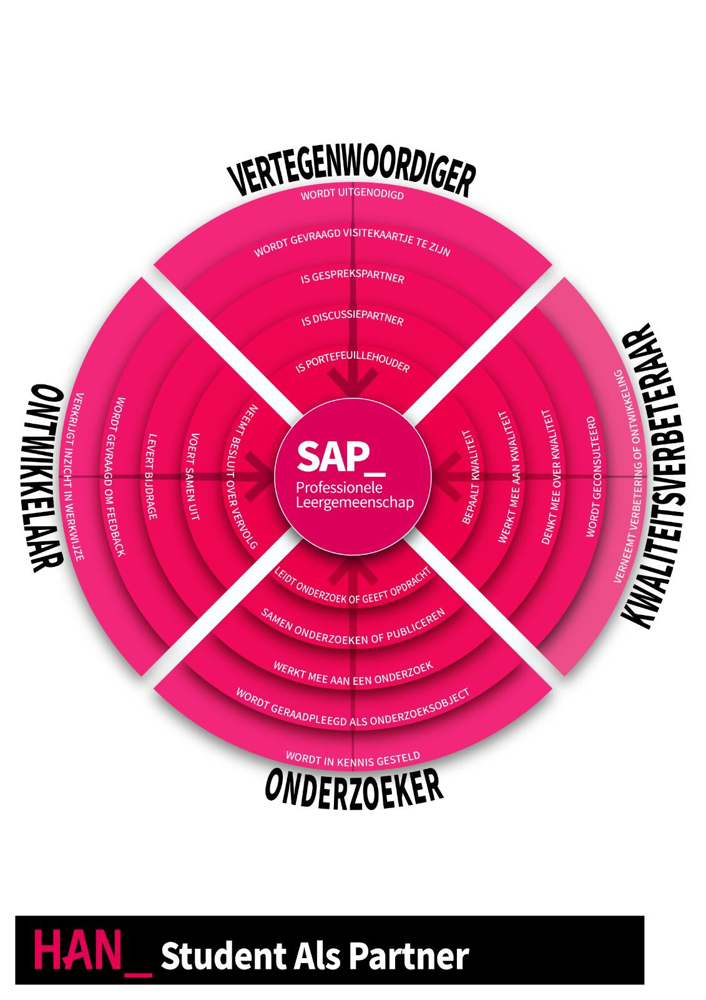 VERTEGENWOORDIGER
WORDT UITGENODIGD
WORDT GEVRAAGD VISITEKAARTJE TE ZIJN
IS GESPREKSPARTNER
IS DISCUSSIEPARTNER
IS PORTEFEUILLEHOUDER
KWALITEITSVERBETERAAR
VERNEEMT VERBETERING OF ONTWIKKELING
WORDT GECONSULTEERD
DENKT MEE OVER KWALITEIT
WERKT MEE AAN KWALITEIT
BEPAALT KWALITEIT
ONTWIKKELAAR
VERKRIJGT INZICHT IN WERKWIJZE
WORDT GEVRAAGD OM FEEDBACK
LEVERT BIJDRAGE
VOERT SAMEN UIT
NEEMT BESLUIT OVER VERVOLG
SAP_
Professionele
Leergemeenschap
LEIDT ONDERZOEK OF GEEFT OPDRACHT
SAMEN ONDERZOEKEN OF PUBLICEREN
WERKT MEE AAN EEN ONDERZOEK
WORDT GERAADPLEEGD ALS ONDERZOEKSOBJECT
WORDT IN KENNIS GESTELD
ONDERZOEKER
HAN_ Student Als Partner